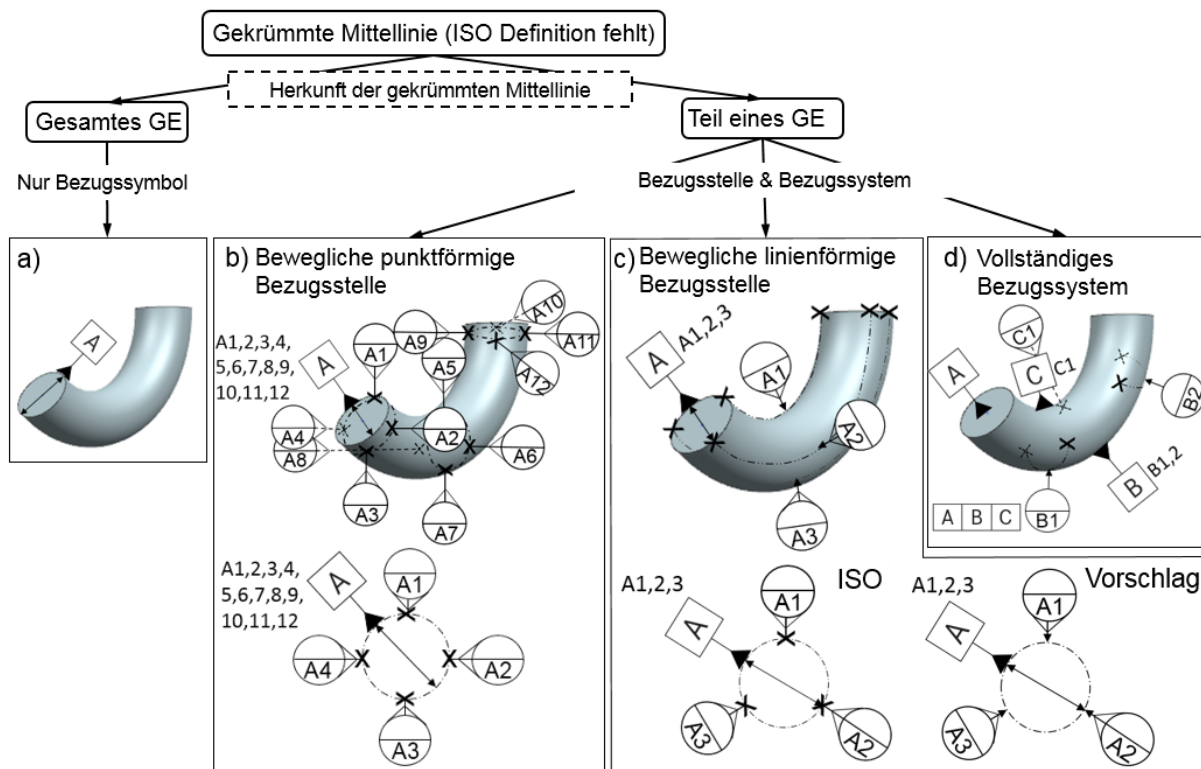 Gekrümmte Mittellinie (ISO Definition fehlt)
Herkunft der gekrümmten Mittellinie
Gesamtes GE
Teil eines GE
Nur Bezugssymbol
Bezugsstelle & Bezugssystem
a)
A
b) Bewegliche punktförmige
Bezugsstelle
A1,2,3,4,
5,6,7,8,9,
10,11,12
A
A1
A9
A5
A10
A11
A12
A4
A8
A2
A6
A3
A7
A1,2,3,4,
5,6,7,8,9,
10,11,12
A
A1
A4
A2
A3
c) Bewegliche linienförmige
Bezugsstelle
A
A1,2,3
A1
A2
A3
ISO
A1,2,3
A
A1
A3
A2
Vorschlag
A1,2,3
A
A1
A3
A2
d) Vollständiges
Bezugssystem
C1
A
C
C1
B2
B
B1,2
A B C
B1